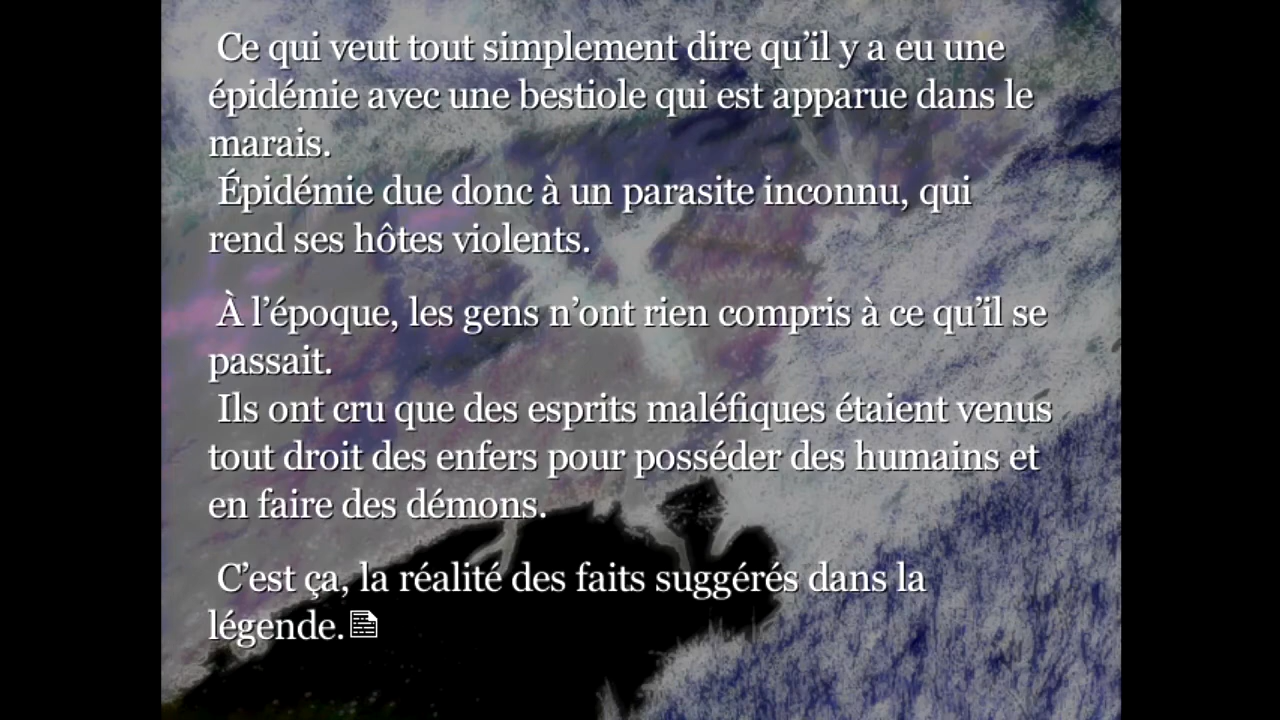 Ce qui veut tout simplement dire qu’il y a eu une
épidémie avec une bestiole qui est apparue dans le
marais.
Épidémie due donc à un parasite inconnu, qui
rend ses hôtes violents.
À l’époque, les gens n’ont rien compris à ce qu’il se
passait.
Ils ont cru que des esprits maléfiques étaient venus
tout droit des enfers pour posséder des humains et
en faire des démons.
C’est ça, la réalité des faits suggérés dans la
légende.